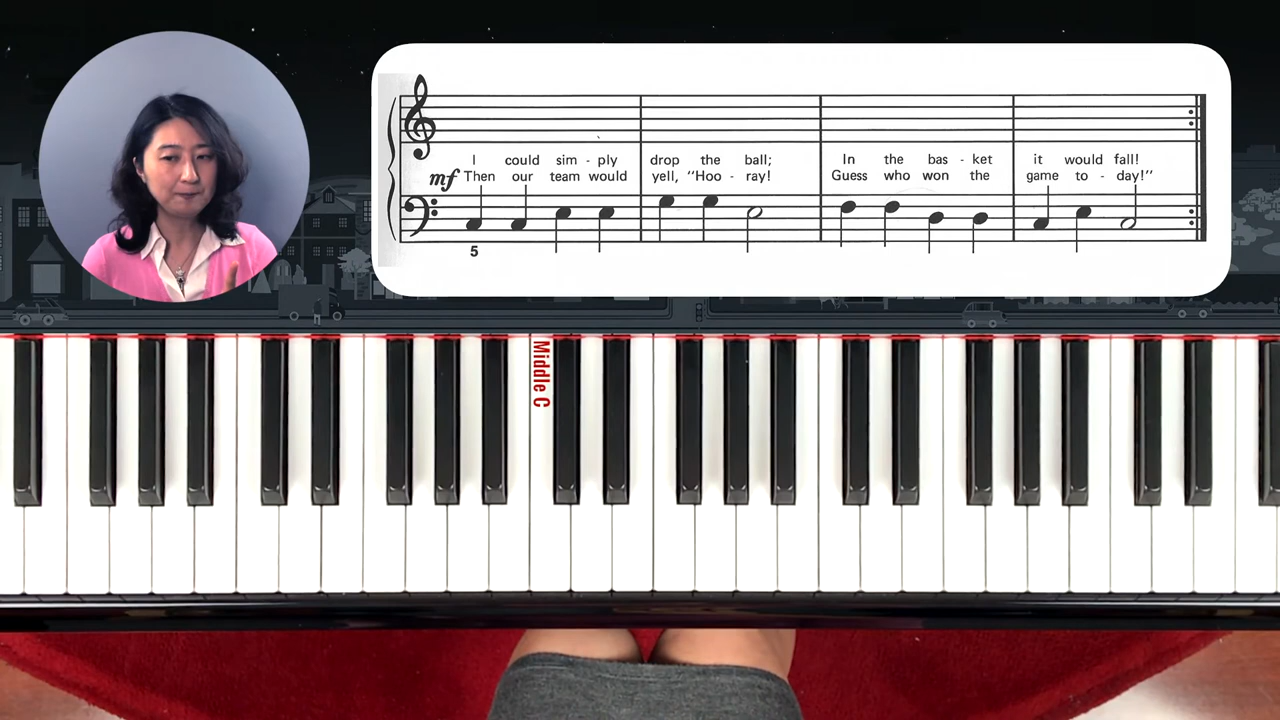 I could sim - ply drop the ball; In the bas - ket it would fall!
mf Then our team would yell, “Hoo - ray! Guess who won the game to - day!”
5
Middle C